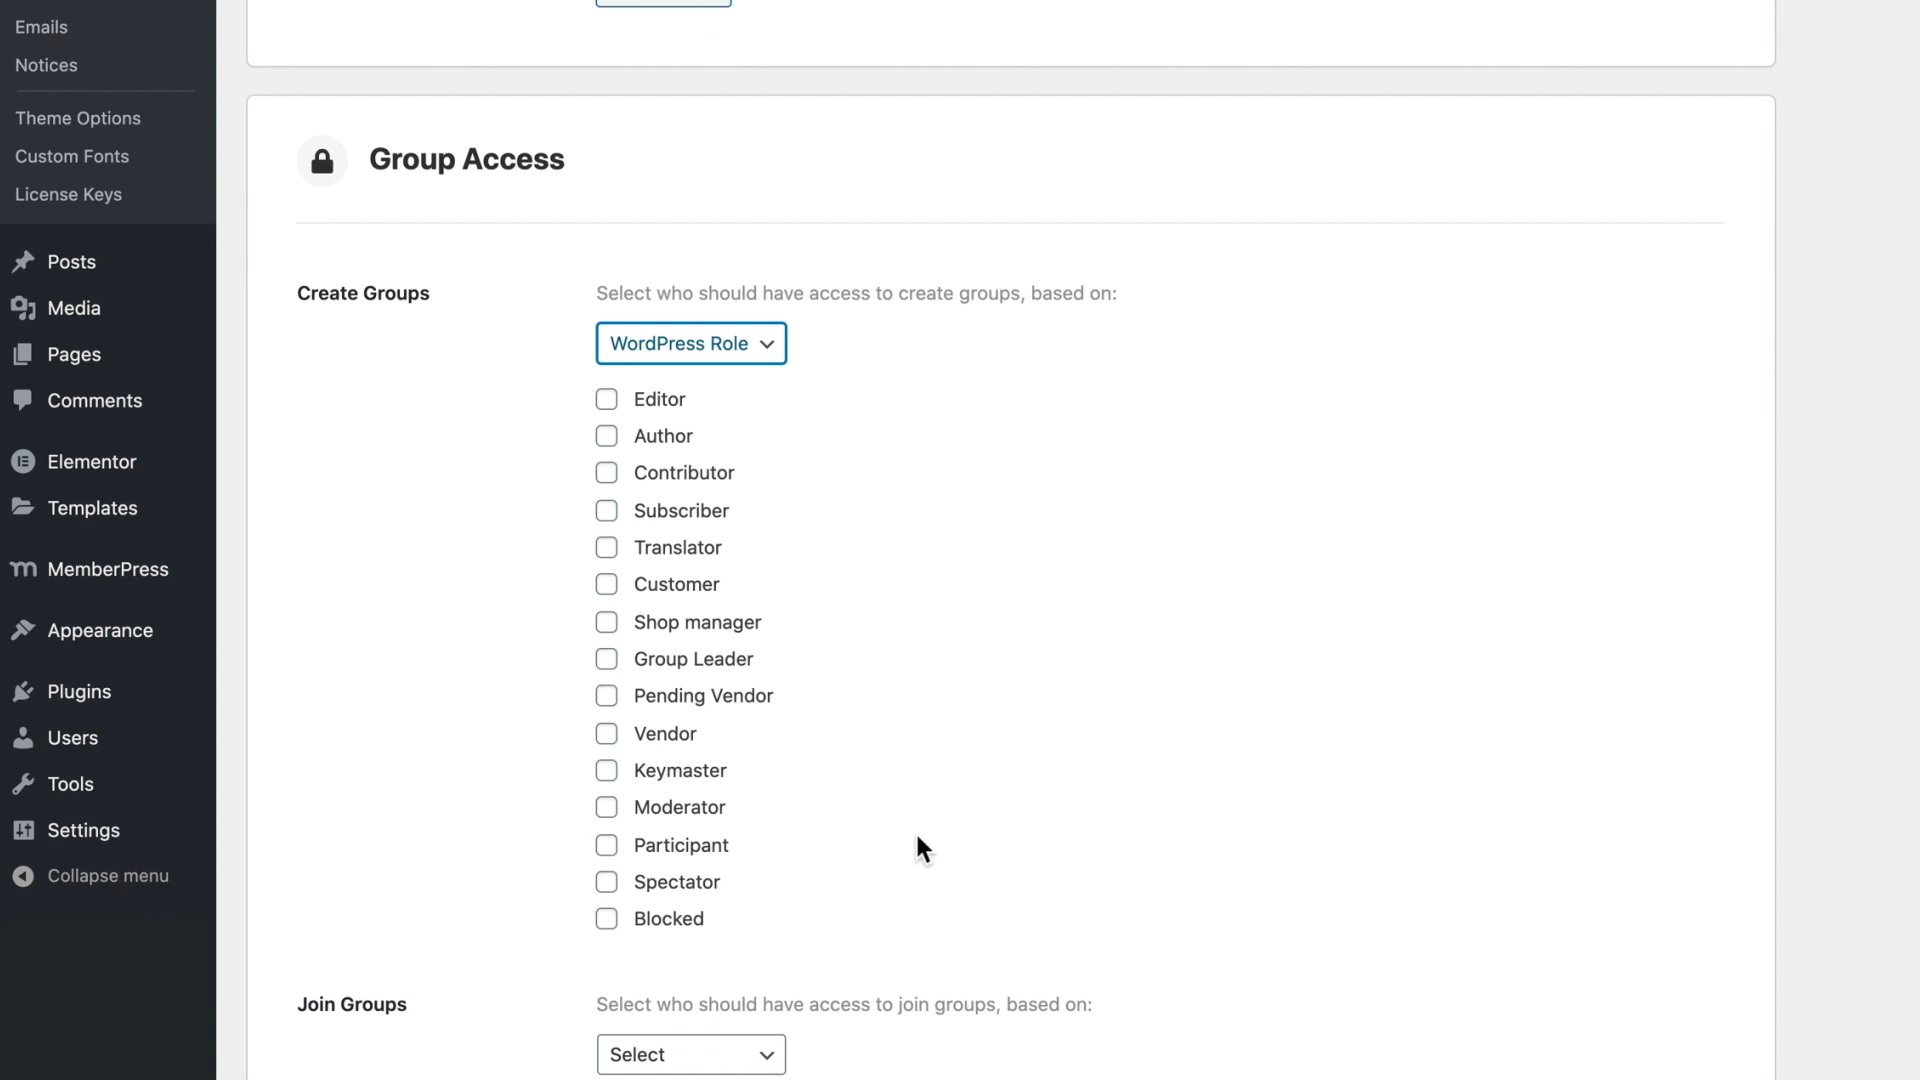 Emails
Notices
Theme Options
Custom Fonts
License Keys
Posts
Media
Pages
Comments
Elementor
Templates
MemberPress
Appearance
Plugins
Users
Tools
Settings
Collapse menu
Group Access
Create Groups
Select who should have access to create groups, based on:
WordPress Role
Editor
Author
Contributor
Subscriber
Translator
Customer
Shop manager
Group Leader
Pending Vendor
Vendor
Keymaster
Moderator
Participant
Spectator
Blocked
Join Groups
Select who should have access to join groups, based on:
Select